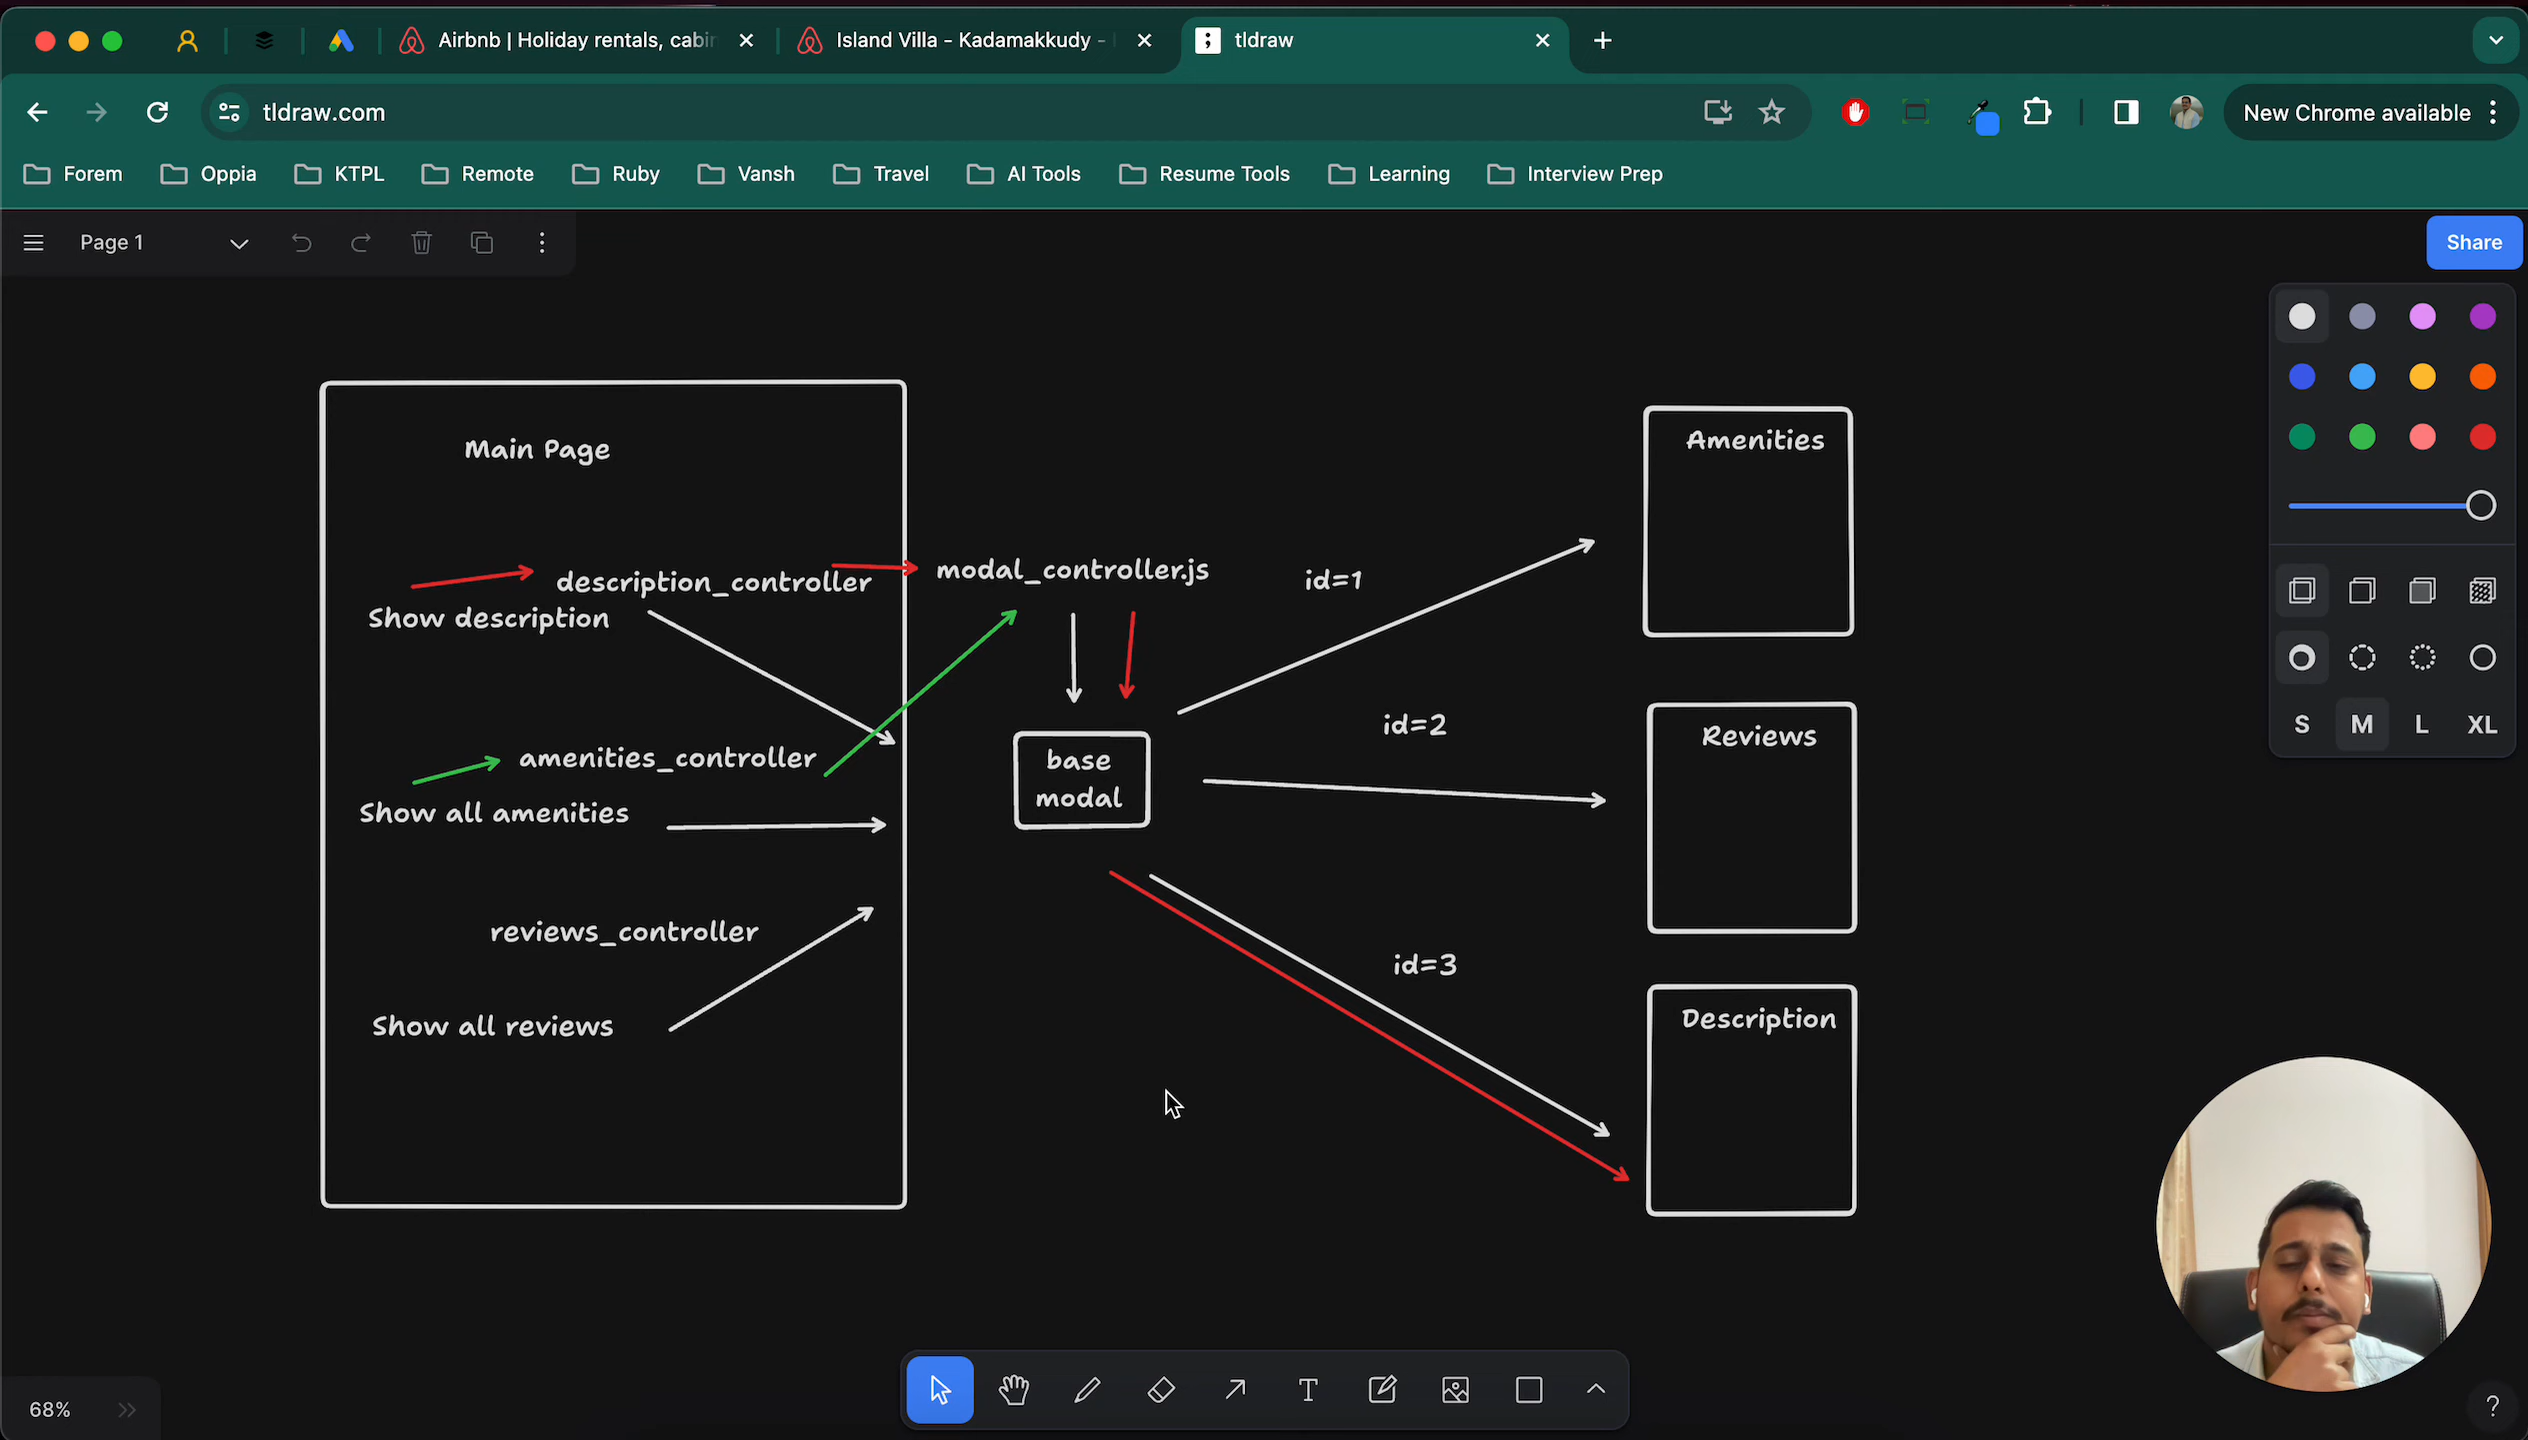 Airbnb | Holiday rentals, cabi
Island Villa - Kadamakkudy -
tldraw
tldraw.com
New Chrome available
Forem
Oppia
KTPL
Remote
Ruby
Vansh
Travel
AI Tools
Resume Tools
Learning
Interview Prep
Page 1
Share
Main Page
description_controller
Show description
amenities_controller
Show all amenities
reviews_controller
Show all reviews
modal_controller.js
base
modal
id=1
id=2
id=3
Amenities
Reviews
Description
S
M
L
XL
68%
T
?